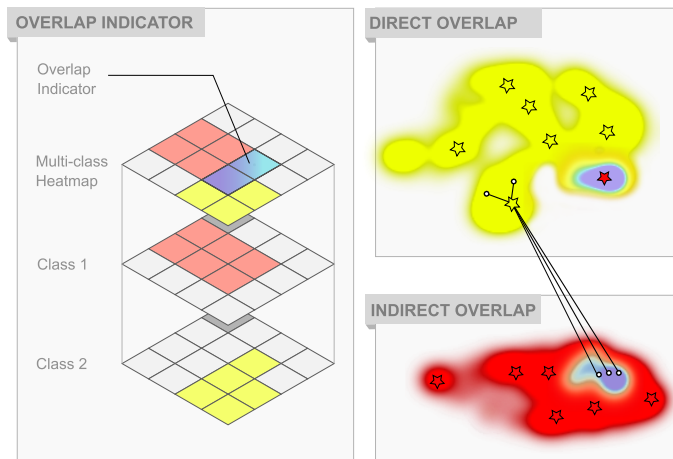 OVERLAP INDICATOR
Overlap
Indicator
Multi-class
Heatmap
Class 1
Class 2
DIRECT OVERLAP
INDIRECT OVERLAP